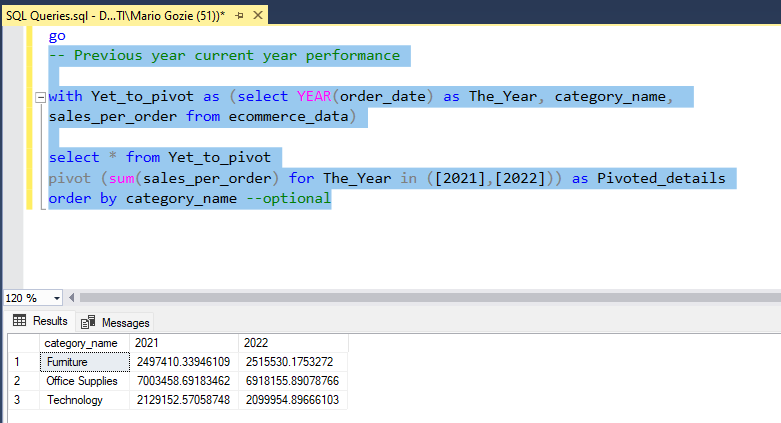 SQL Queries.sql - D...TI\Mario Gozie (51))*
go
-- Previous year current year performance
with Yet_to_pivot as (select YEAR(order_date) as The_Year, category_name,
sales_per_order from ecommerce_data)
select * from Yet_to_pivot
pivot (sum(sales_per_order) for The_Year in ([2021],[2022])) as Pivoted_details
order by category_name --optional
120 %
Results Messages
category_name 2021 2022
1 Furniture 2497410.33946109 2515530.1753272
2 Office Supplies 7003458.69183462 6918155.89078766
3 Technology 2129152.57058748 2099954.89666103